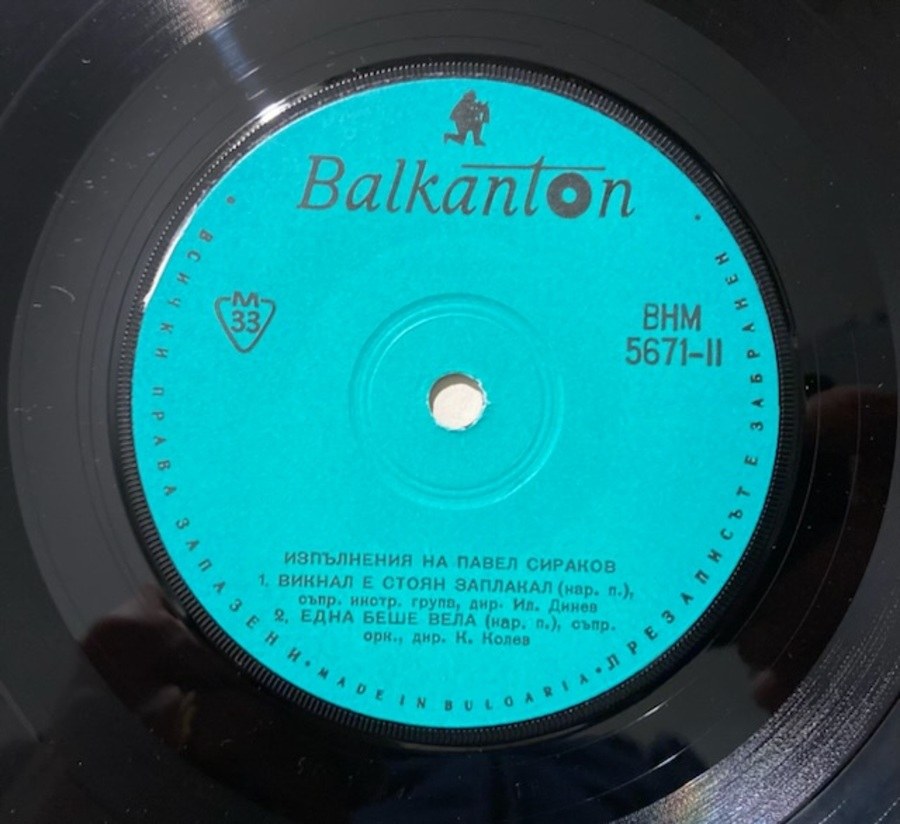 Balkanton
M
33
ВНМ
5671-II
ИЗПЪЛНЕНИЯ НА ПАВЕЛ СИРАКОВ
1. ВИКНАЛ Е СТОЯН ЗАПЛАКАЛ (нар. п.),
съпр. инстр. група, дир. Ил. Динев
2. ЕДНА БЕШЕ ВЕЛА (нар. п.), съпр.
орк., дир. К. Колев
• ВСИЧКИ ПРАВА ЗАПАЗЕНИ • MADE IN BULGARIA • ПРЕЗАПИСЪТ Е ЗАБРАНЕН •